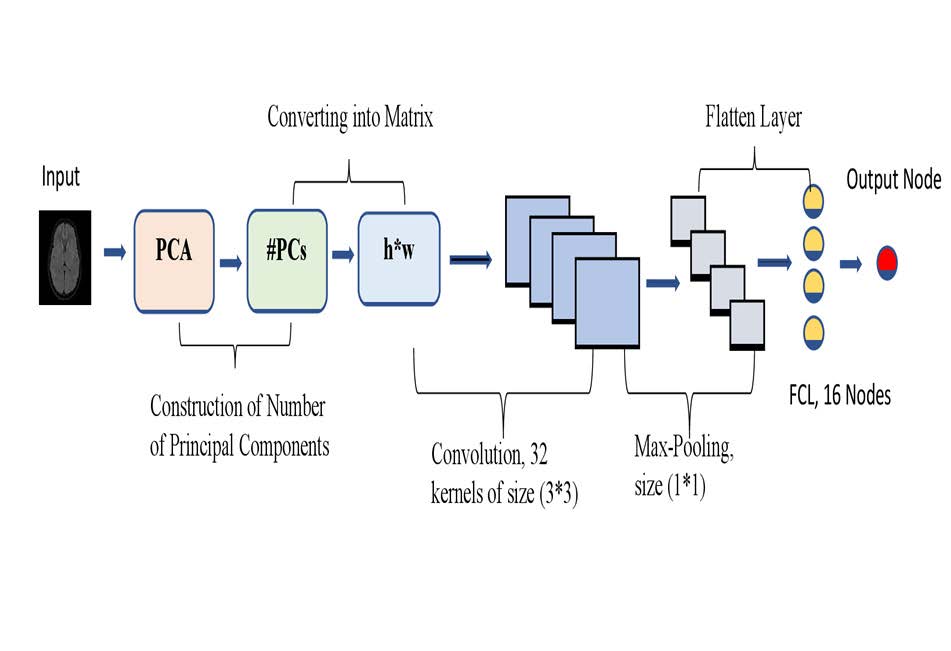 Converting into Matrix
Flatten Layer
Input
Output Node
PCA
#PCs
h*w
FCL, 16 Nodes
Construction of Number
of Principal Components
Convolution, 32
kernels of size (3*3)
Max-Pooling,
size (1*1)